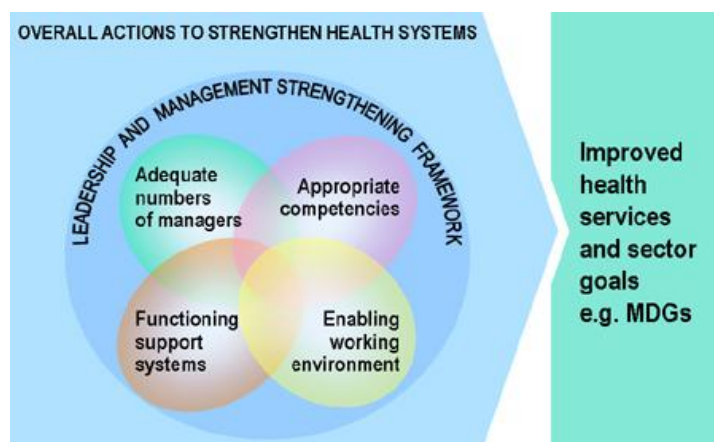 OVERALL ACTIONS TO STRENGTHEN HEALTH SYSTEMS
LEADERSHIP AND MANAGEMENT STRENGTHENING FRAMEWORK
Adequate
numbers
of managers
Appropriate
competencies
Functioning
support
systems
Enabling
working
environment
Improved
health
services
and sector
goals
e.g. MDGs